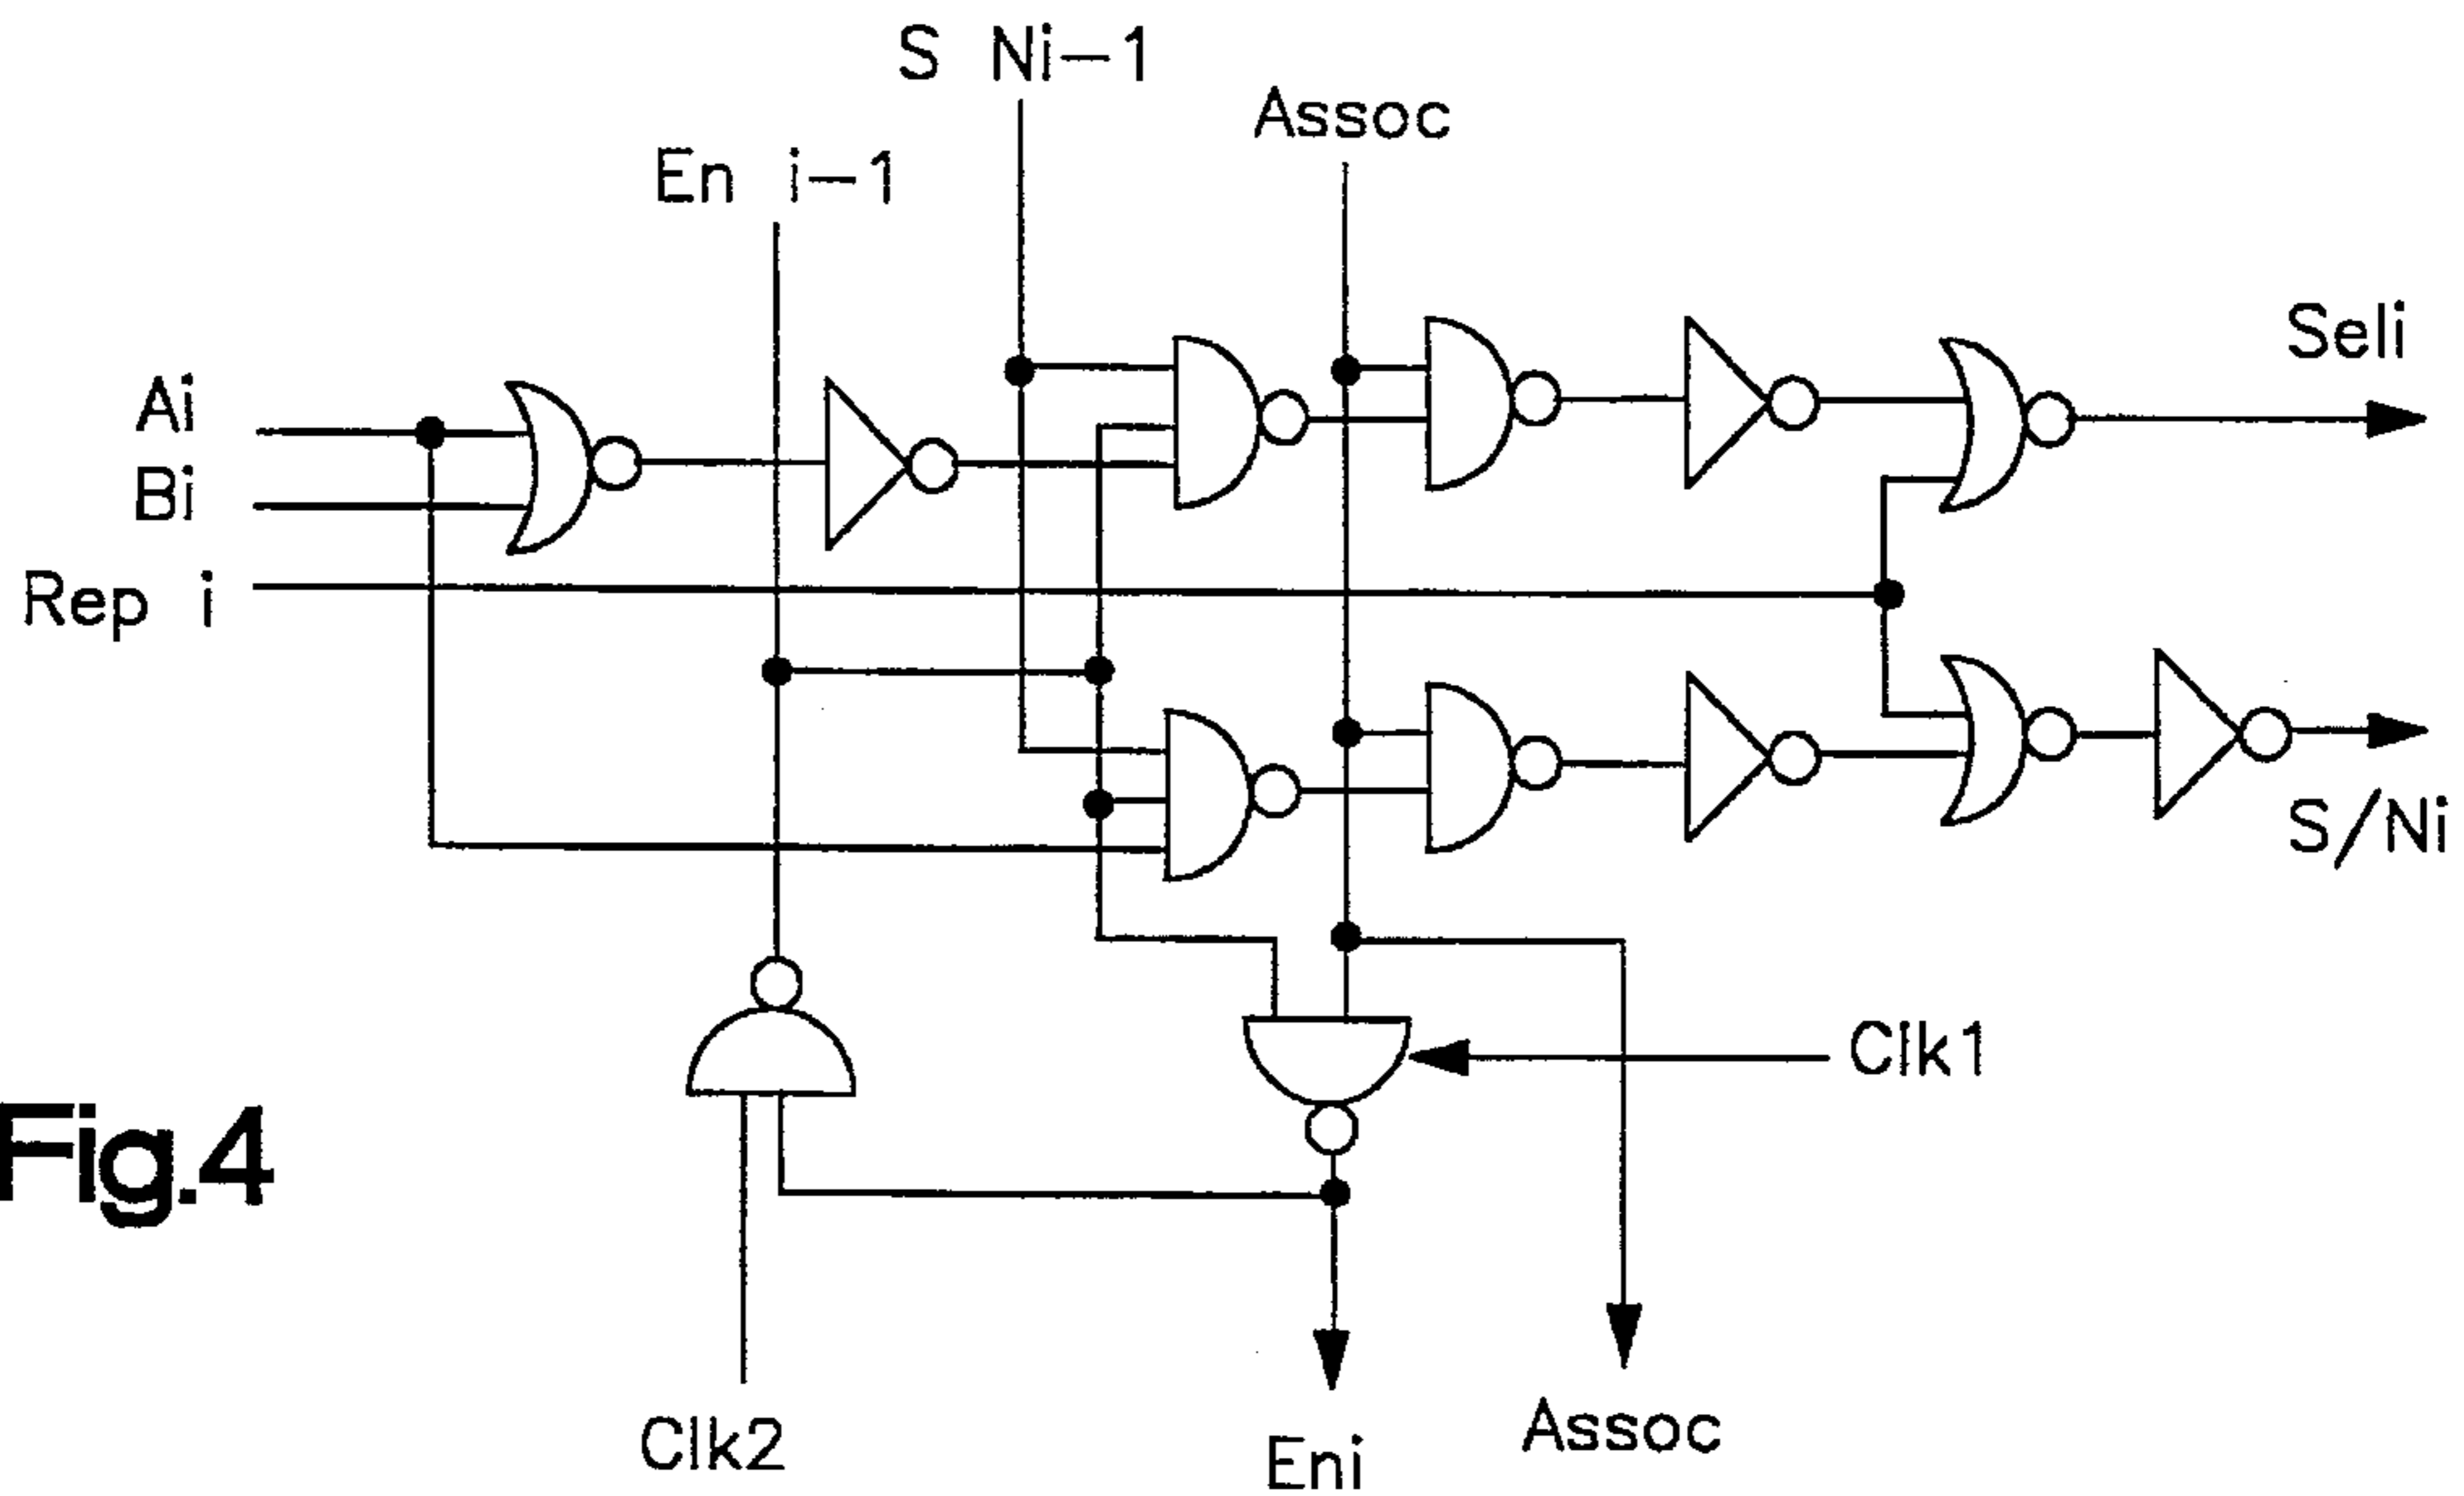 S Ni-1
Assoc
En i-1
Seli
Ai
Bi
Rep i
S/Ni
Clk1
Fig.4
Clk2
Assoc
Eni